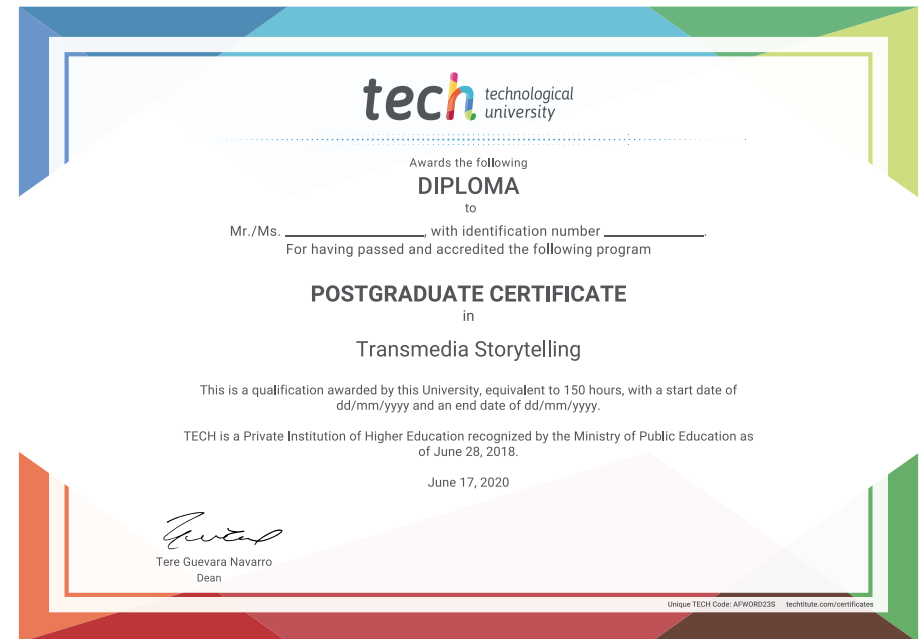 tech technological
university
Awards the following
DIPLOMA
to
Mr./Ms. ____________________, with identification number ______________.
For having passed and accredited the following program
POSTGRADUATE CERTIFICATE
in
Transmedia Storytelling
This is a qualification awarded by this University, equivalent to 150 hours, with a start date of
dd/mm/yyyy and an end date of dd/mm/yyyy.
TECH is a Private Institution of Higher Education recognized by the Ministry of Public Education as
of June 28, 2018.
June 17, 2020
Tere Guevara Navarro
Dean
Unique TECH Code: AFWORD23S techtitute.com/certificates